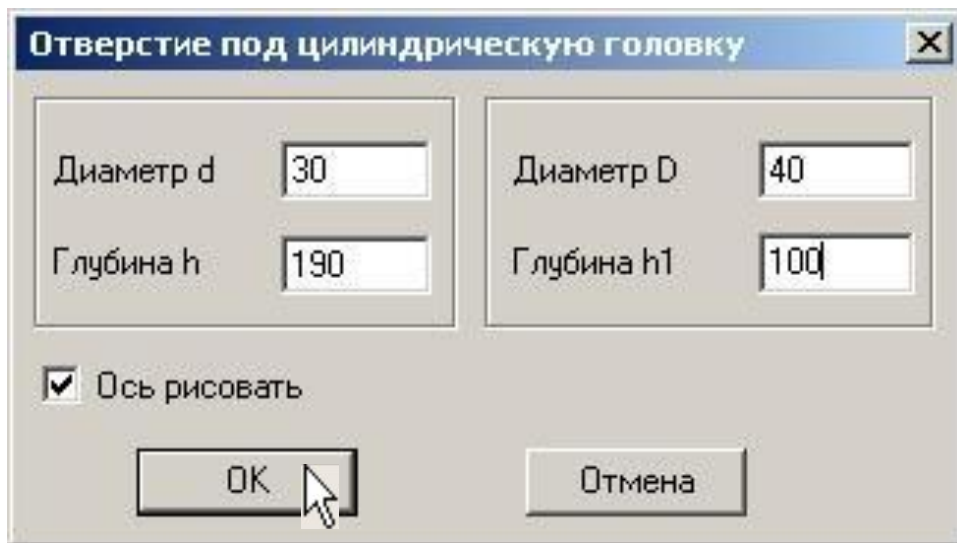 Отверстие под цилиндрическую головку
Диаметр d 30
Глубина h 190
Диаметр D 40
Глубина h1 100
Ось рисовать
OK
Отмена